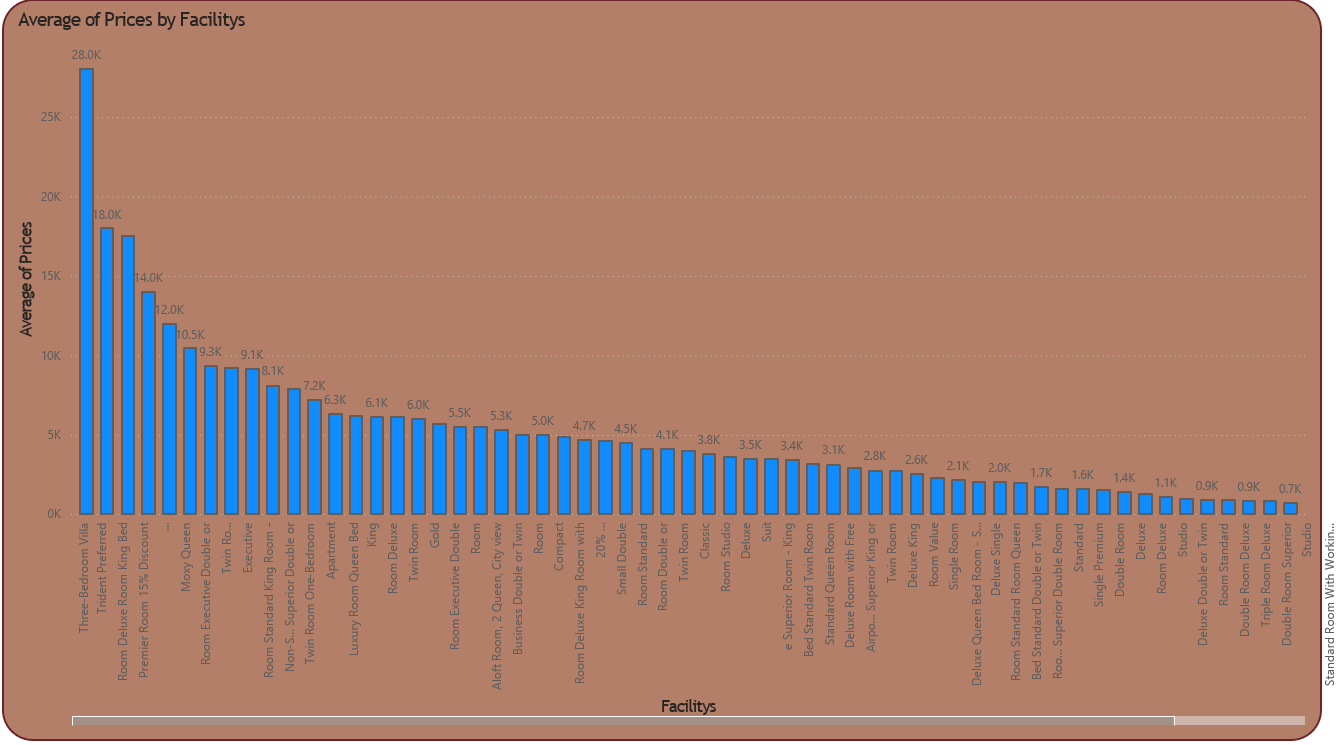 Average of Prices by Facilitys
28.0K
18.0K
14.0K
12.0K
10.5K
9.3K
9.1K
8.1K
7.2K
6.3K
6.1K
6.0K
5.5K
5.3K
5.0K
4.7K
4.5K
4.1K
3.8K
3.5K
3.4K
3.1K
2.8K
2.6K
2.1K
2.0K
1.7K
1.6K
1.4K
1.1K
0.9K
0.9K
0.7K
25K
20K
15K
10K
5K
0K
Average of Prices
Three-Bedroom Villa
Trident Preferred
Room Deluxe Room King Bed
Premier Room 15% Discount
...
Moxy Queen
Room Executive Double or
Twin Ro...
Executive
Room Standard King Room -
Non-S... Superior Double or
Twin Room One-Bedroom
Apartment
Luxury Room Queen Bed
King
Room Deluxe
Twin Room
Gold
Room Executive Double
Room
Aloft Room, 2 Queen, City view
Business Double or Twin
Room
Compact
Room Deluxe King Room with
20% ...
Small Double
Room Standard
Room Double or
Twin Room
Classic
Room Studio
Deluxe
Suit
e Superior Room - King
Bed Standard Twin Room
Standard Queen Room
Deluxe Room with Free
Airpo... Superior King or
Twin Room
Deluxe King
Room Value
Single Room
Deluxe Queen Bed Room - S...
Deluxe Single
Room Standard Room Queen
Bed Standard Double or Twin
Roo... Superior Double Room
Standard
Single Premium
Double Room
Deluxe
Room Deluxe
Studio
Deluxe Double or Twin
Room Standard
Double Room Deluxe
Triple Room Deluxe
Double Room Superior
Studio
Standard Room With Workin...
Facilitys